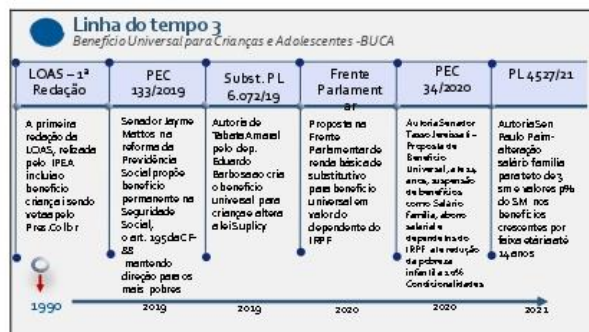 Linha do tempo 3
Benefício Universal para Crianças e Adolescentes -BUCA
LOAS – 1ª
Redação
A primeira
redação da
LOAS, relizada
pelo IPEA
incluia o
benefício
criança i sendo
vetao pelo
Pres.Collor
1990
PEC
133/2019
Senador Jayme
Mattos na
reforma da
Previdência
Social propõe
benefício
permanente na
Seguridade
Social,
o art. 195 da CF-
88
mantendo
direção para os
mais pobres
2019
Subst. PL
6.072/19
Autoria de
Tabata Amaral
pelo dep.
Eduardo
Barbosa ao cria
o benefício
universal para
criança e altera
a lei Suplicy
2019
Frente
Parlament
ar
Proposta na
Frente
Parlamentar de
renda básica de
substitutivo
para benefício
universal em
valor do
dependente do
IRPF
2020
PEC
34/2020
Autoria Senador
Tasso Jereissati –
Proposta de
Benefício
Universal, até
anos, suspensão de
benefícios
como Salário
família, abono
salarial e
dependente do
IRPF até redução
da pobreza
infantil a 10%
Condicionalidades
2020
PL 4527/21
Autoria Sen
Paulo Paim-
alteração
salário família
para teto de 3
sm e valores p%
do SM nos
benefícios
crescentes por
faixa etária até
14 anos
2021